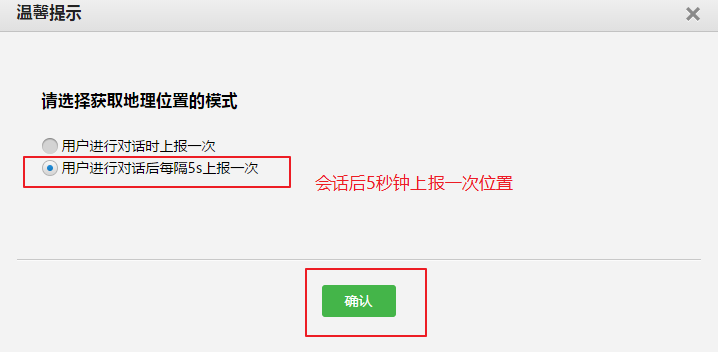 温馨提示
请选择获取地理位置的模式
用户进行对话时上报一次
用户进行对话后每隔5s上报一次
会话后5秒钟上报一次位置
确认